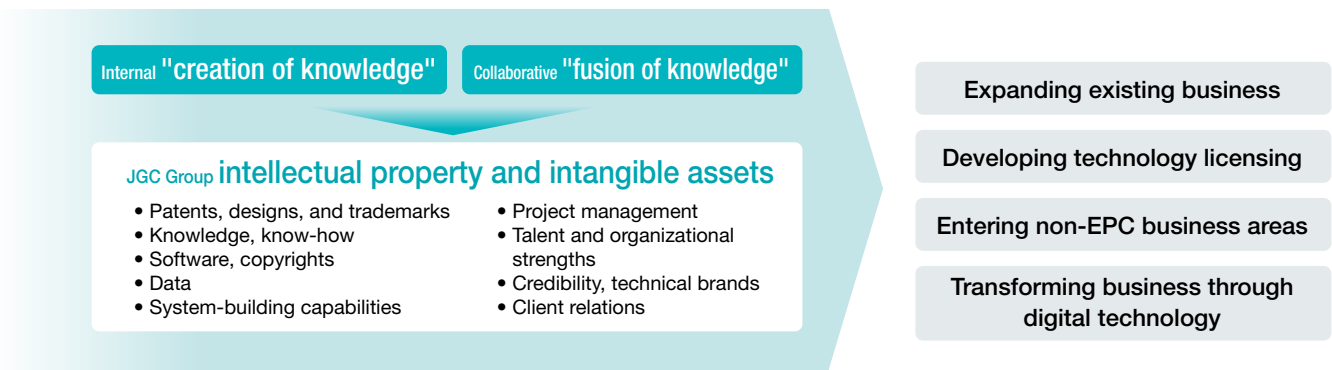 Internal "creation of knowledge"
Collaborative "fusion of knowledge"
JGC Group intellectual property and intangible assets
• Patents, designs, and trademarks
• Knowledge, know-how
• Software, copyrights
• Data
• System-building capabilities
• Project management
• Talent and organizational
strengths
• Credibility, technical brands
• Client relations
Expanding existing business
Developing technology licensing
Entering non-EPC business areas
Transforming business through
digital technology